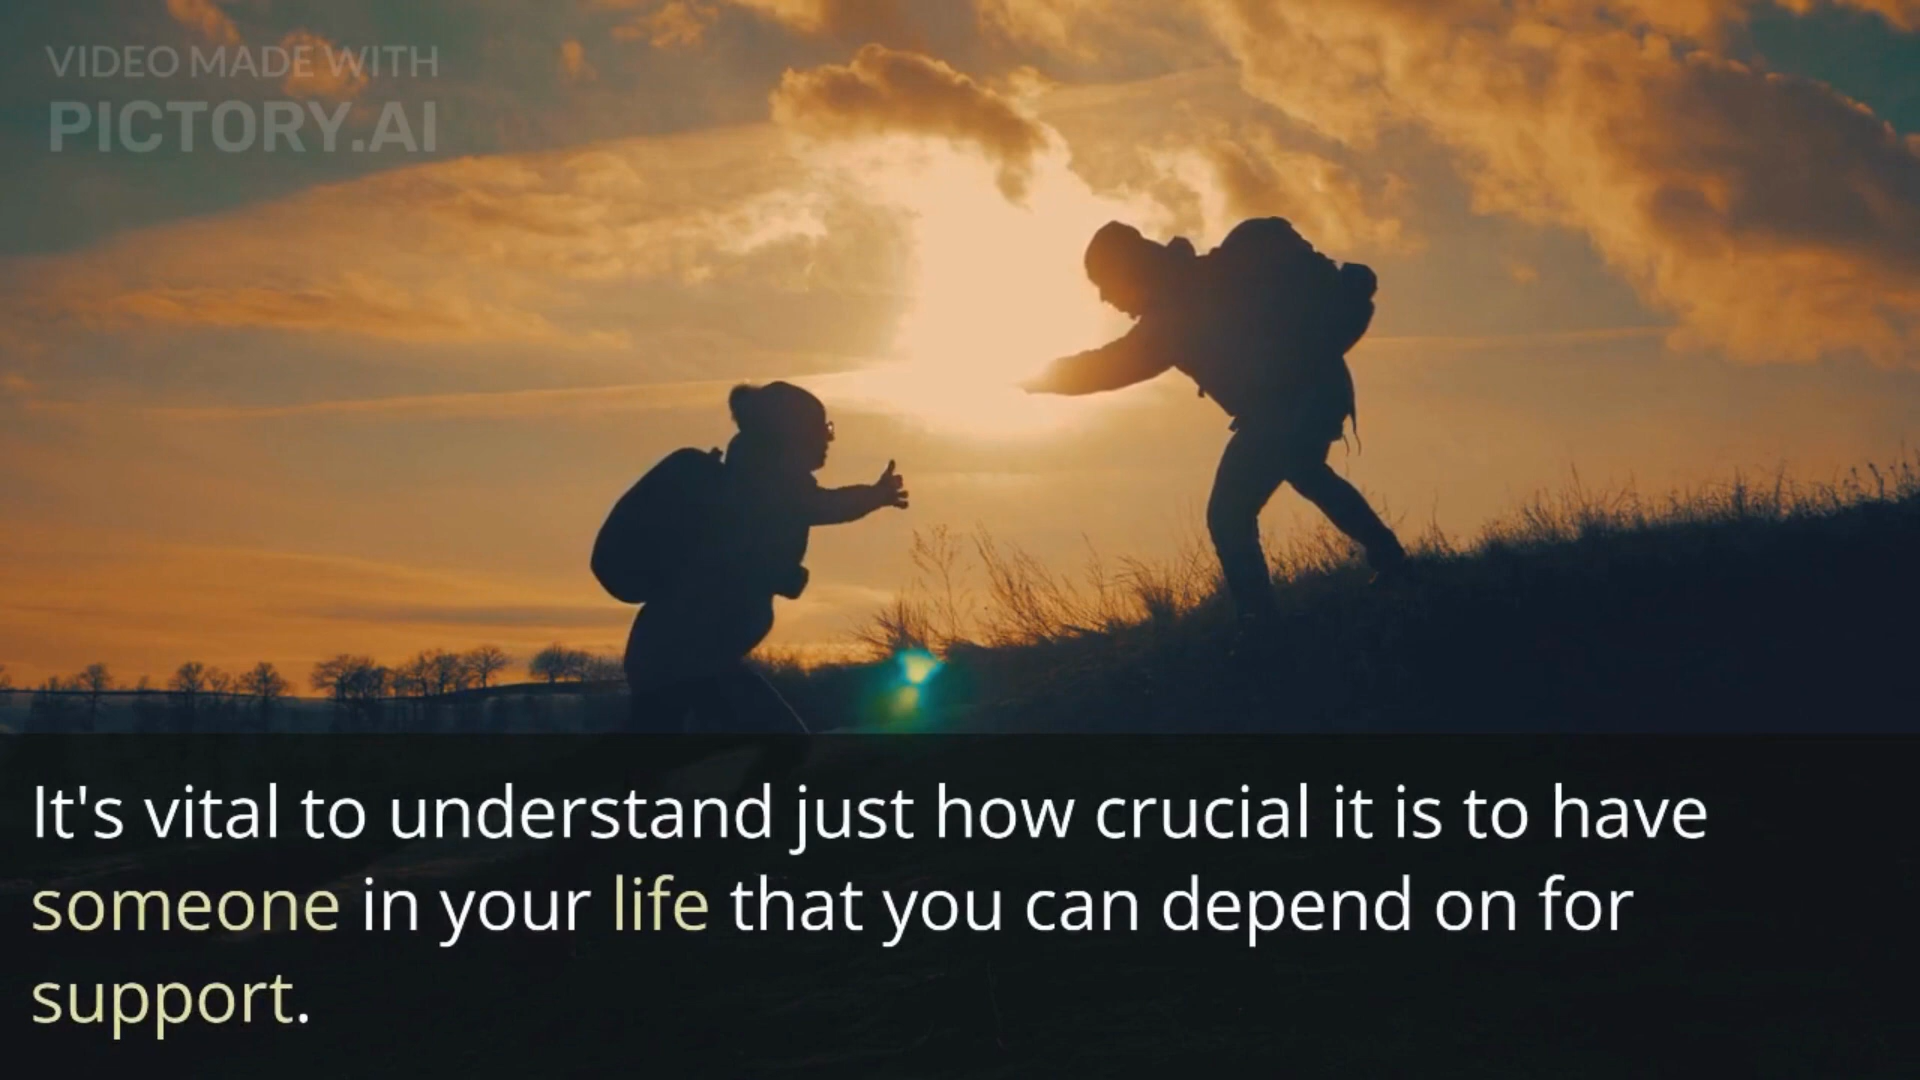 VIDEO MADE WITH
PICTORY.AI
It's vital to understand just how crucial it is to have
someone in your life that you can depend on for
support.